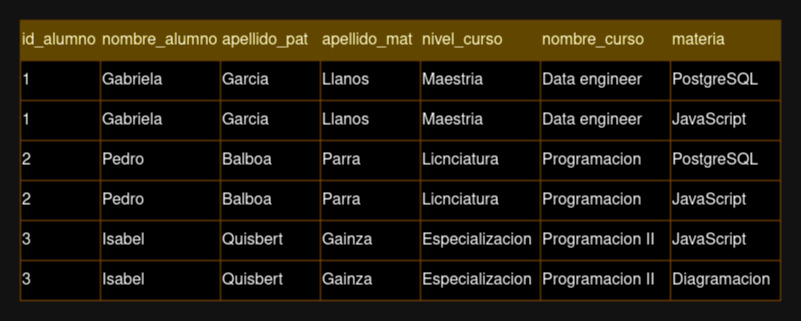 id_alumno nombre_alumno apellido_pat apellido_mat nivel_curso nombre_curso materia
1 Gabriela Garcia Llanos Maestria Data engineer PostgreSQL
1 Gabriela Garcia Llanos Maestria Data engineer JavaScript
2 Pedro Balboa Parra Licnciatura Programacion PostgreSQL
2 Pedro Balboa Parra Licnciatura Programacion JavaScript
3 Isabel Quisbert Gainza Especializacion Programacion II JavaScript
3 Isabel Quisbert Gainza Especializacion Programacion II Diagramacion